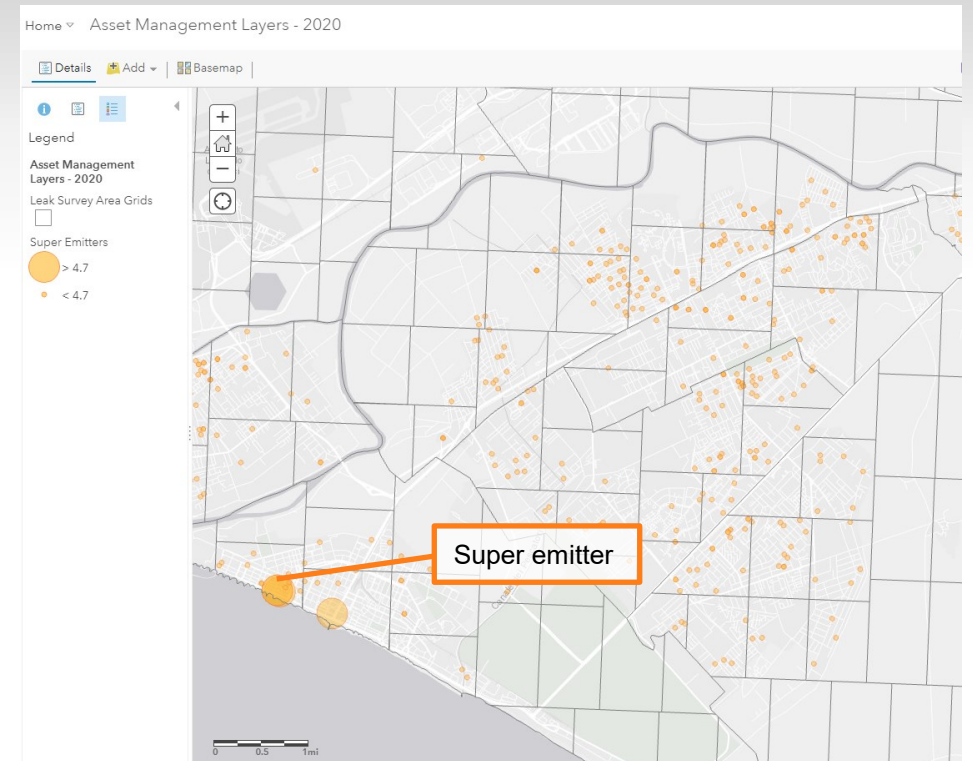 Home Asset Management Layers - 2020
Details Add Basemap
Legend
Asset Management
Layers - 2020
Leak Survey Area Grids
Super Emitters
> 4.7
< 4.7
Super emitter
0 0.5 1mi